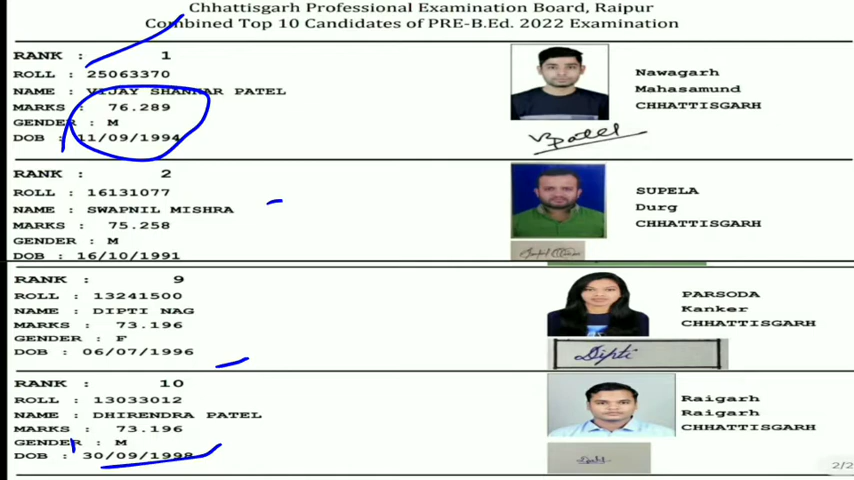 Chhattisgarh Professional Examination Board, Raipur
Combined Top 10 Candidates of PRE-B.Ed. 2022 Examination
RANK : 1
ROLL : 25063370
NAME : VIJAY SHANKAR PATEL
MARKS : 76.289
GENDER : M
DOB : 11/09/1994
Nawagarh
Mahasamund
CHHATTISGARH
VPatel
RANK : 2
ROLL : 16131077
NAME : SWAPNIL MISHRA
MARKS : 75.258
GENDER : M
DOB : 16/10/1991
SUPELA
Durg
CHHATTISGARH
RANK : 9
ROLL : 13241500
NAME : DIPTI NAG
MARKS : 73.196
GENDER : F
DOB : 06/07/1996
PARSODA
Kanker
CHHATTISGARH
Dipti
RANK : 10
ROLL : 13033012
NAME : DHIRENDRA PATEL
MARKS : 73.196
GENDER : M
DOB : 30/09/1998
Raigarh
Raigarh
CHHATTISGARH
2/2